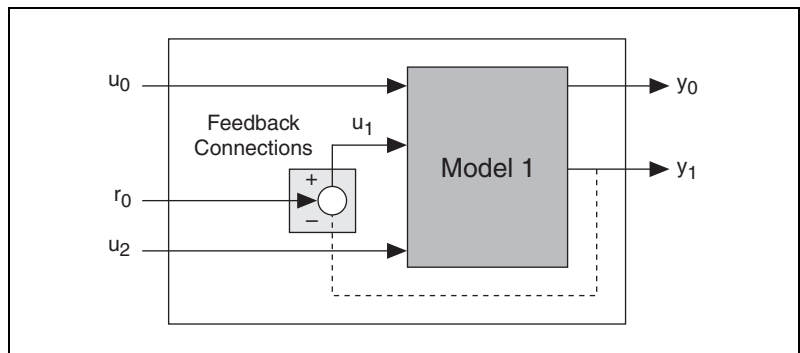 u0
y0
Feedback
Connections
u1
Model 1
y1
+
r0
−
u2